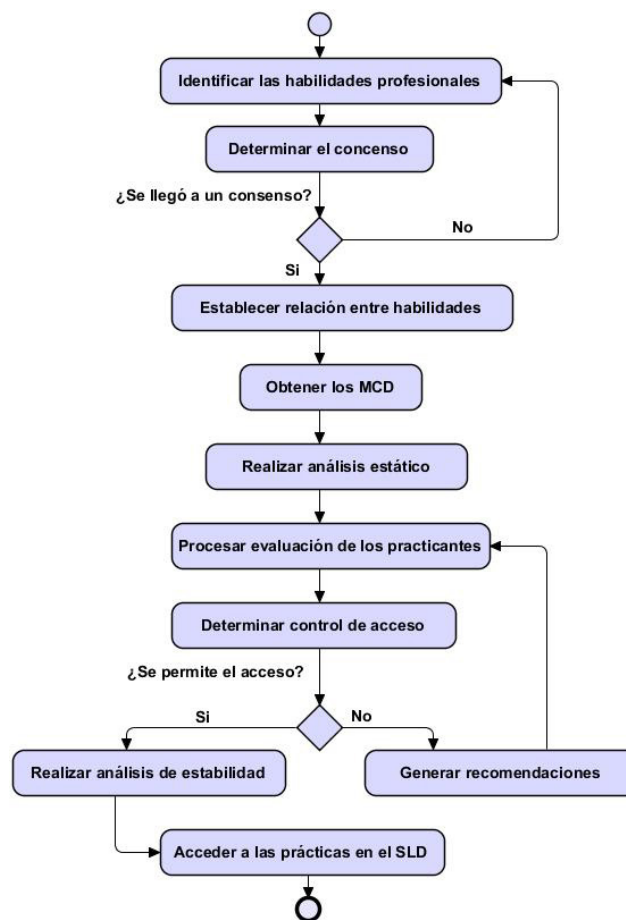 Identificar las habilidades profesionales
Determinar el concenso
¿Se llegó a un consenso?
No
Si
Establecer relación entre habilidades
Obtener los MCD
Realizar análisis estático
Procesar evaluación de los practicantes
Determinar control de acceso
¿Se permite el acceso?
Si
No
Realizar análisis de estabilidad
Generar recomendaciones
Acceder a las prácticas en el SLD